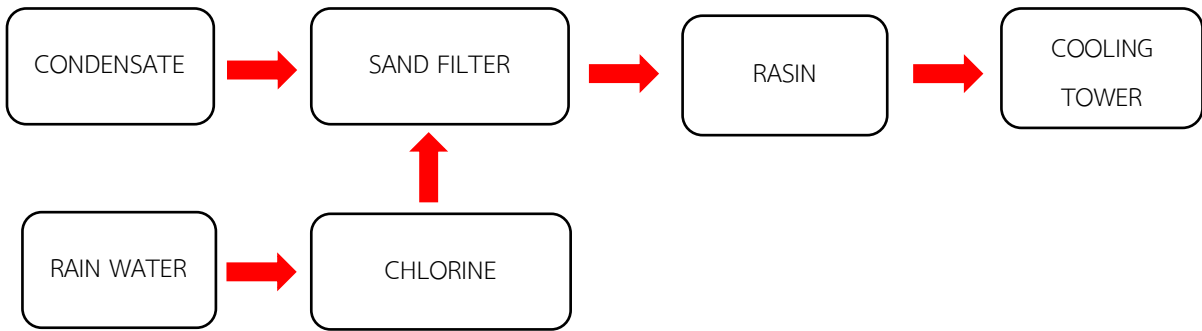 CONDENSATE
SAND FILTER
RASIN
COOLING
TOWER
RAIN WATER
CHLORINE